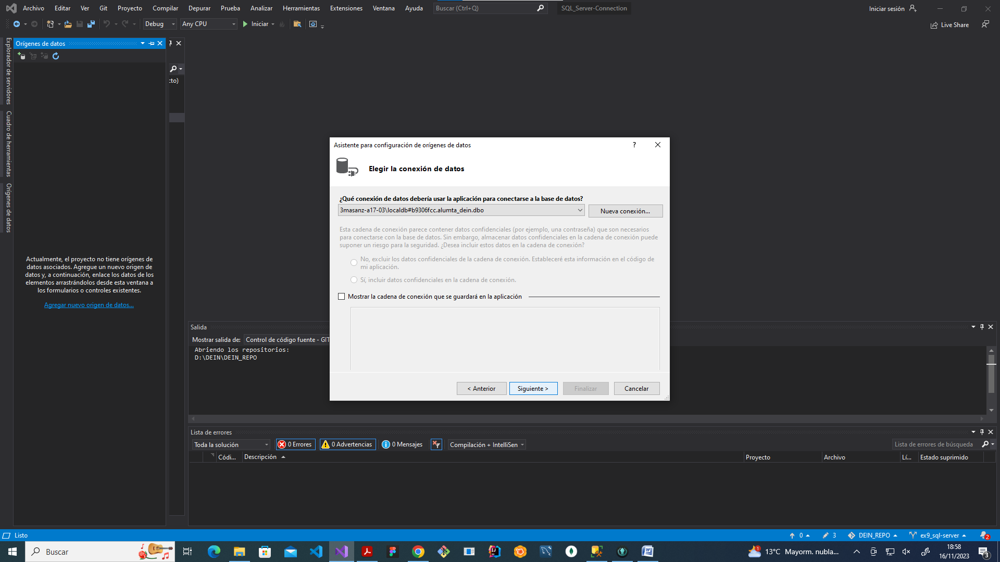 Archivo Editar Ver Git Proyecto Compilar Depurar Prueba Analizar Herramientas Extensiones Ventana Ayuda Buscar (Ctrl+Q) SQL_Server-Connection Iniciar sesión
Debug Any CPU Iniciar Live Share
Explorador de servidores
Cuadro de herramientas
Orígenes de datos
Orígenes de datos
cto)
Actualmente, el proyecto no tiene orígenes de
datos asociados. Agregue un nuevo origen de
datos y, a continuación, enlace los datos de los
elementos arrastrándolos desde esta ventana a
los formularios o controles existentes.
Agregar nuevo origen de datos...
Asistente para configuración de orígenes de datos ?
Elegir la conexión de datos
¿Qué conexión de datos debería usar la aplicación para conectarse a la base de datos?
3masanz-a17-03\localdb#b9306fcc.alumta_dein.dbo Nueva conexión...
Esta cadena de conexión parece contener datos confidenciales (por ejemplo, una contraseña) que son necesarios
para conectarse con la base de datos. Sin embargo, almacenar datos confidenciales en la cadena de conexión puede
suponer un riesgo para la seguridad. ¿Desea incluir estos datos en la cadena de conexión?
No, excluir los datos confidenciales de la cadena de conexión. Estableceré esta información en el código de
mi aplicación.
Sí, incluir datos confidenciales en la cadena de conexión.
Mostrar la cadena de conexión que se guardará en la aplicación
< Anterior Siguiente > Finalizar Cancelar
Salida
Mostrar salida de: Control de código fuente - GIT
Abriendo los repositorios:
D:\DEIN\DEIN_REPO
Lista de errores
Toda la solución 0 Errores 0 Advertencias 0 Mensajes Compilación + IntelliSen Lista de errores de búsqueda
Códi... Descripción Proyecto Archivo Lí... Estado suprimido
Listo 0 3 DEIN_REPO ex9_sql-server 2
Buscar 1 13°C Mayorm. nubla... 18:58
16/11/2023 3